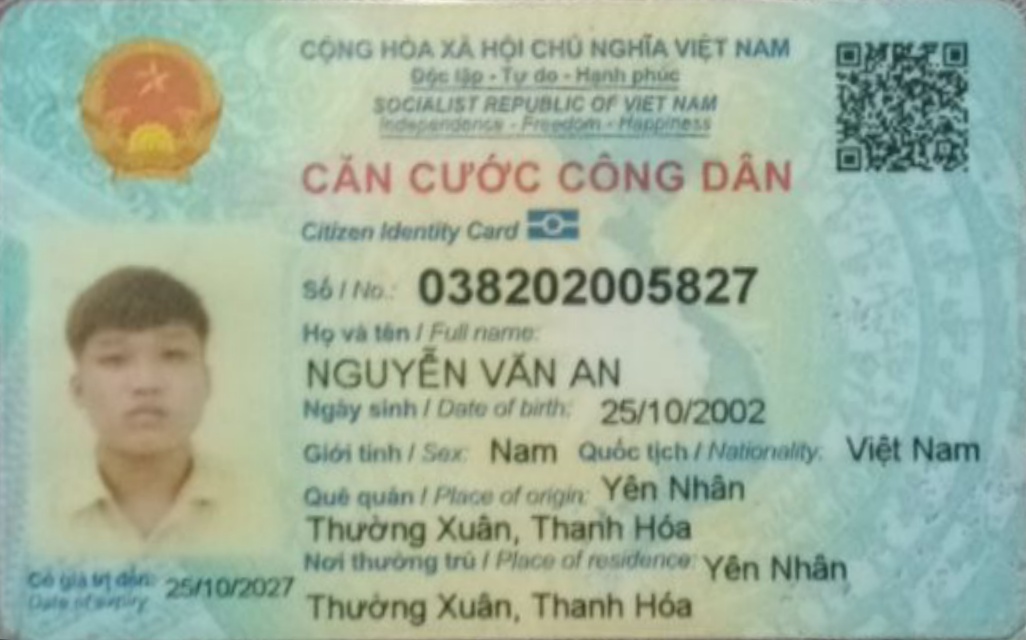 CỘNG HÒA XÃ HỘI CHỦ NGHĨA VIỆT NAM
Độc lập - Tự do - Hạnh phúc
SOCIALIST REPUBLIC OF VIET NAM
Independence - Freedom - Happiness
CĂN CƯỚC CÔNG DÂN
Citizen Identity Card
Số / No.: 038202005827
Họ và tên / Full name:
NGUYỄN VĂN AN
Ngày sinh / Date of birth: 25/10/2002
Giới tính / Sex: Nam Quốc tịch / Nationality: Việt Nam
Quê quán / Place of origin: Yên Nhân
Thường Xuân, Thanh Hóa
Nơi thường trú / Place of residence: Yên Nhân
Thường Xuân, Thanh Hóa
Có giá trị đến: 25/10/2027
Date of expiry